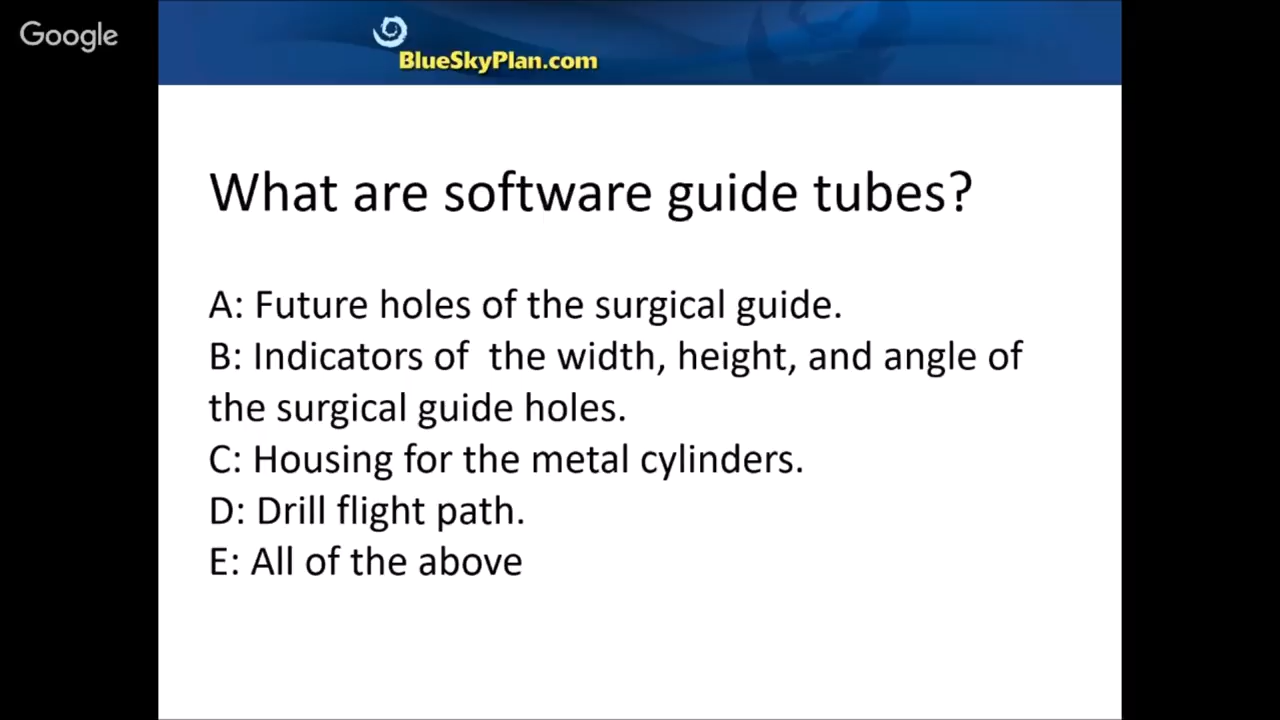 Google
BlueSkyPlan.com
What are software guide tubes?
A: Future holes of the surgical guide.
B: Indicators of  the width, height, and angle of
the surgical guide holes.
C: Housing for the metal cylinders.
D: Drill flight path.
E: All of the above